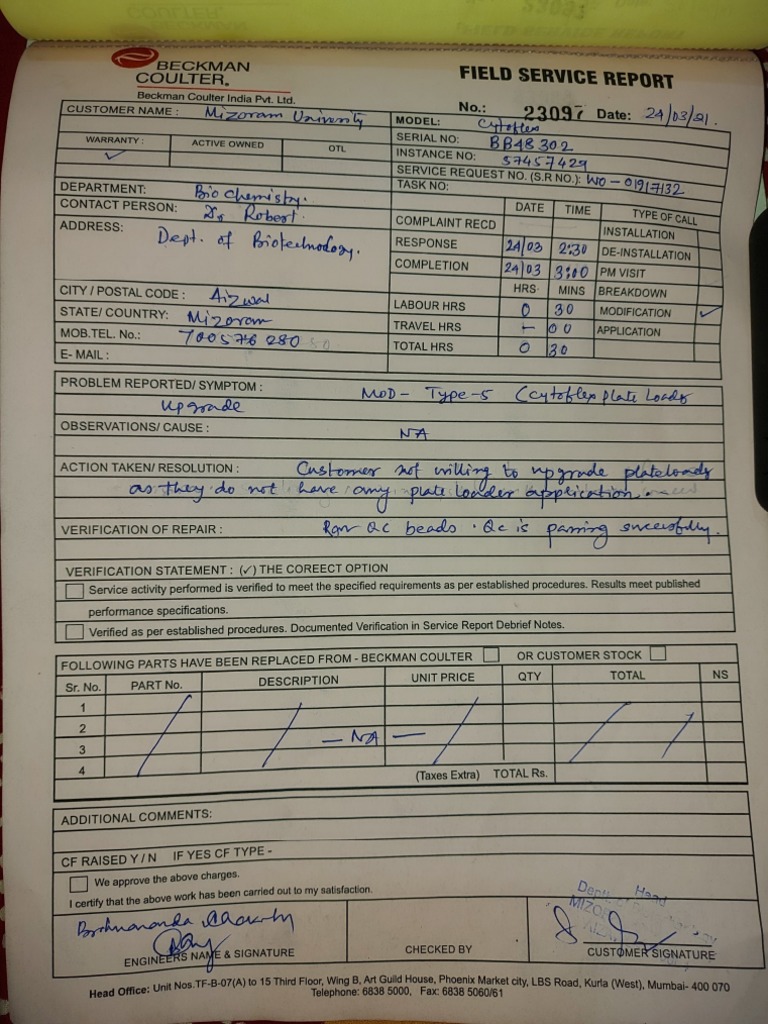 BECKMAN
COULTER.
Beckman Coulter India Pvt. Ltd.
FIELD SERVICE REPORT
No.: 23097 Date: 24/03/21.
CUSTOMER NAME : Mizoram University
WARRANTY : ✓
ACTIVE OWNED
OTL
MODEL: Cytoflex
SERIAL NO: BB48302
INSTANCE NO: 57457429
SERVICE REQUEST NO. (S.R NO.): WO-01917132
TASK NO:
DEPARTMENT: Biochemistry.
CONTACT PERSON: Dr Robert
ADDRESS: Dept. of Biotechnology.
CITY / POSTAL CODE : Aizwal
STATE/ COUNTRY: Mizoram
MOB.TEL. No.:
E- MAIL :
DATE TIME TYPE OF CALL
COMPLAINT RECD
INSTALLATION
RESPONSE 24/03 2:30 DE-INSTALLATION
COMPLETION 24/03 3:00 PM VISIT
HRS. MINS BREAKDOWN
LABOUR HRS 0 30 MODIFICATION ✓
TRAVEL HRS - 00 APPLICATION
TOTAL HRS 0 30
PROBLEM REPORTED/ SYMPTOM : MOD- Type-5 (Cytoflex plate Loader
upgrade
OBSERVATIONS/ CAUSE : NA
ACTION TAKEN/ RESOLUTION : Customer not willing to upgrade plateloader
as they do not have any plate loader application.
VERIFICATION OF REPAIR : Ran QC beads. QC is passing successfully.
VERIFICATION STATEMENT : (✓) THE COREECT OPTION
Service activity performed is verified to meet the specified requirements as per established procedures. Results meet published
performance specifications.
Verified as per established procedures. Documented Verification in Service Report Debrief Notes.
FOLLOWING PARTS HAVE BEEN REPLACED FROM - BECKMAN COULTER OR CUSTOMER STOCK
Sr. No. PART No. DESCRIPTION UNIT PRICE QTY TOTAL NS
1
2
— NA —
3
4
(Taxes Extra) TOTAL Rs.
ADDITIONAL COMMENTS:
CF RAISED Y / N IF YES CF TYPE -
We approve the above charges.
I certify that the above work has been carried out to my satisfaction.
Head
ENGINEERS NAME & SIGNATURE
CHECKED BY
CUSTOMER SIGNATURE
Head Office: Unit Nos.TF-B-07(A) to 15 Third Floor, Wing B, Art Guild House, Phoenix Market city, LBS Road, Kurla (West), Mumbai- 400 070
Telephone: 6838 5000, Fax: 6838 5060/61